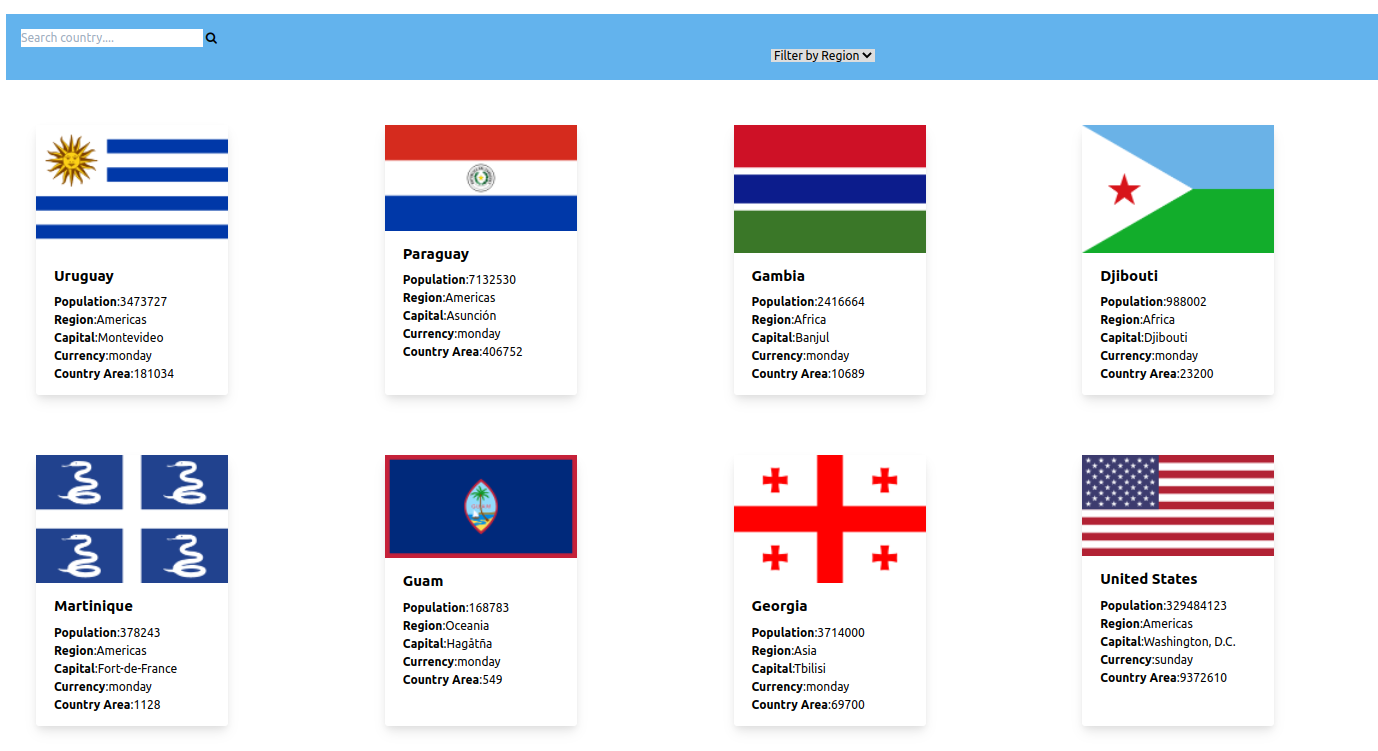 Search country....
Filter by Region
Uruguay
Population:3473727
Region:Americas
Capital:Montevideo
Currency:monday
Country Area:181034
Paraguay
Population:7132530
Region:Americas
Capital:Asunción
Currency:monday
Country Area:406752
Gambia
Population:2416664
Region:Africa
Capital:Banjul
Currency:monday
Country Area:10689
Djibouti
Population:988002
Region:Africa
Capital:Djibouti
Currency:monday
Country Area:23200
Martinique
Population:378243
Region:Americas
Capital:Fort-de-France
Currency:monday
Country Area:1128
GUAM
Guam
Population:168783
Region:Oceania
Capital:Hagåtña
Currency:monday
Country Area:549
Georgia
Population:3714000
Region:Asia
Capital:Tbilisi
Currency:monday
Country Area:69700
United States
Population:329484123
Region:Americas
Capital:Washington, D.C.
Currency:sunday
Country Area:9372610